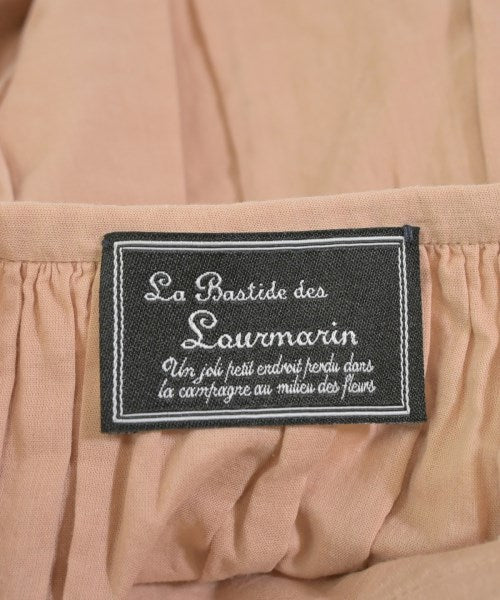 La Bastide des
Lourmarin
Un joli petit endroit perdu dans
la campagne au milieu des fleurs